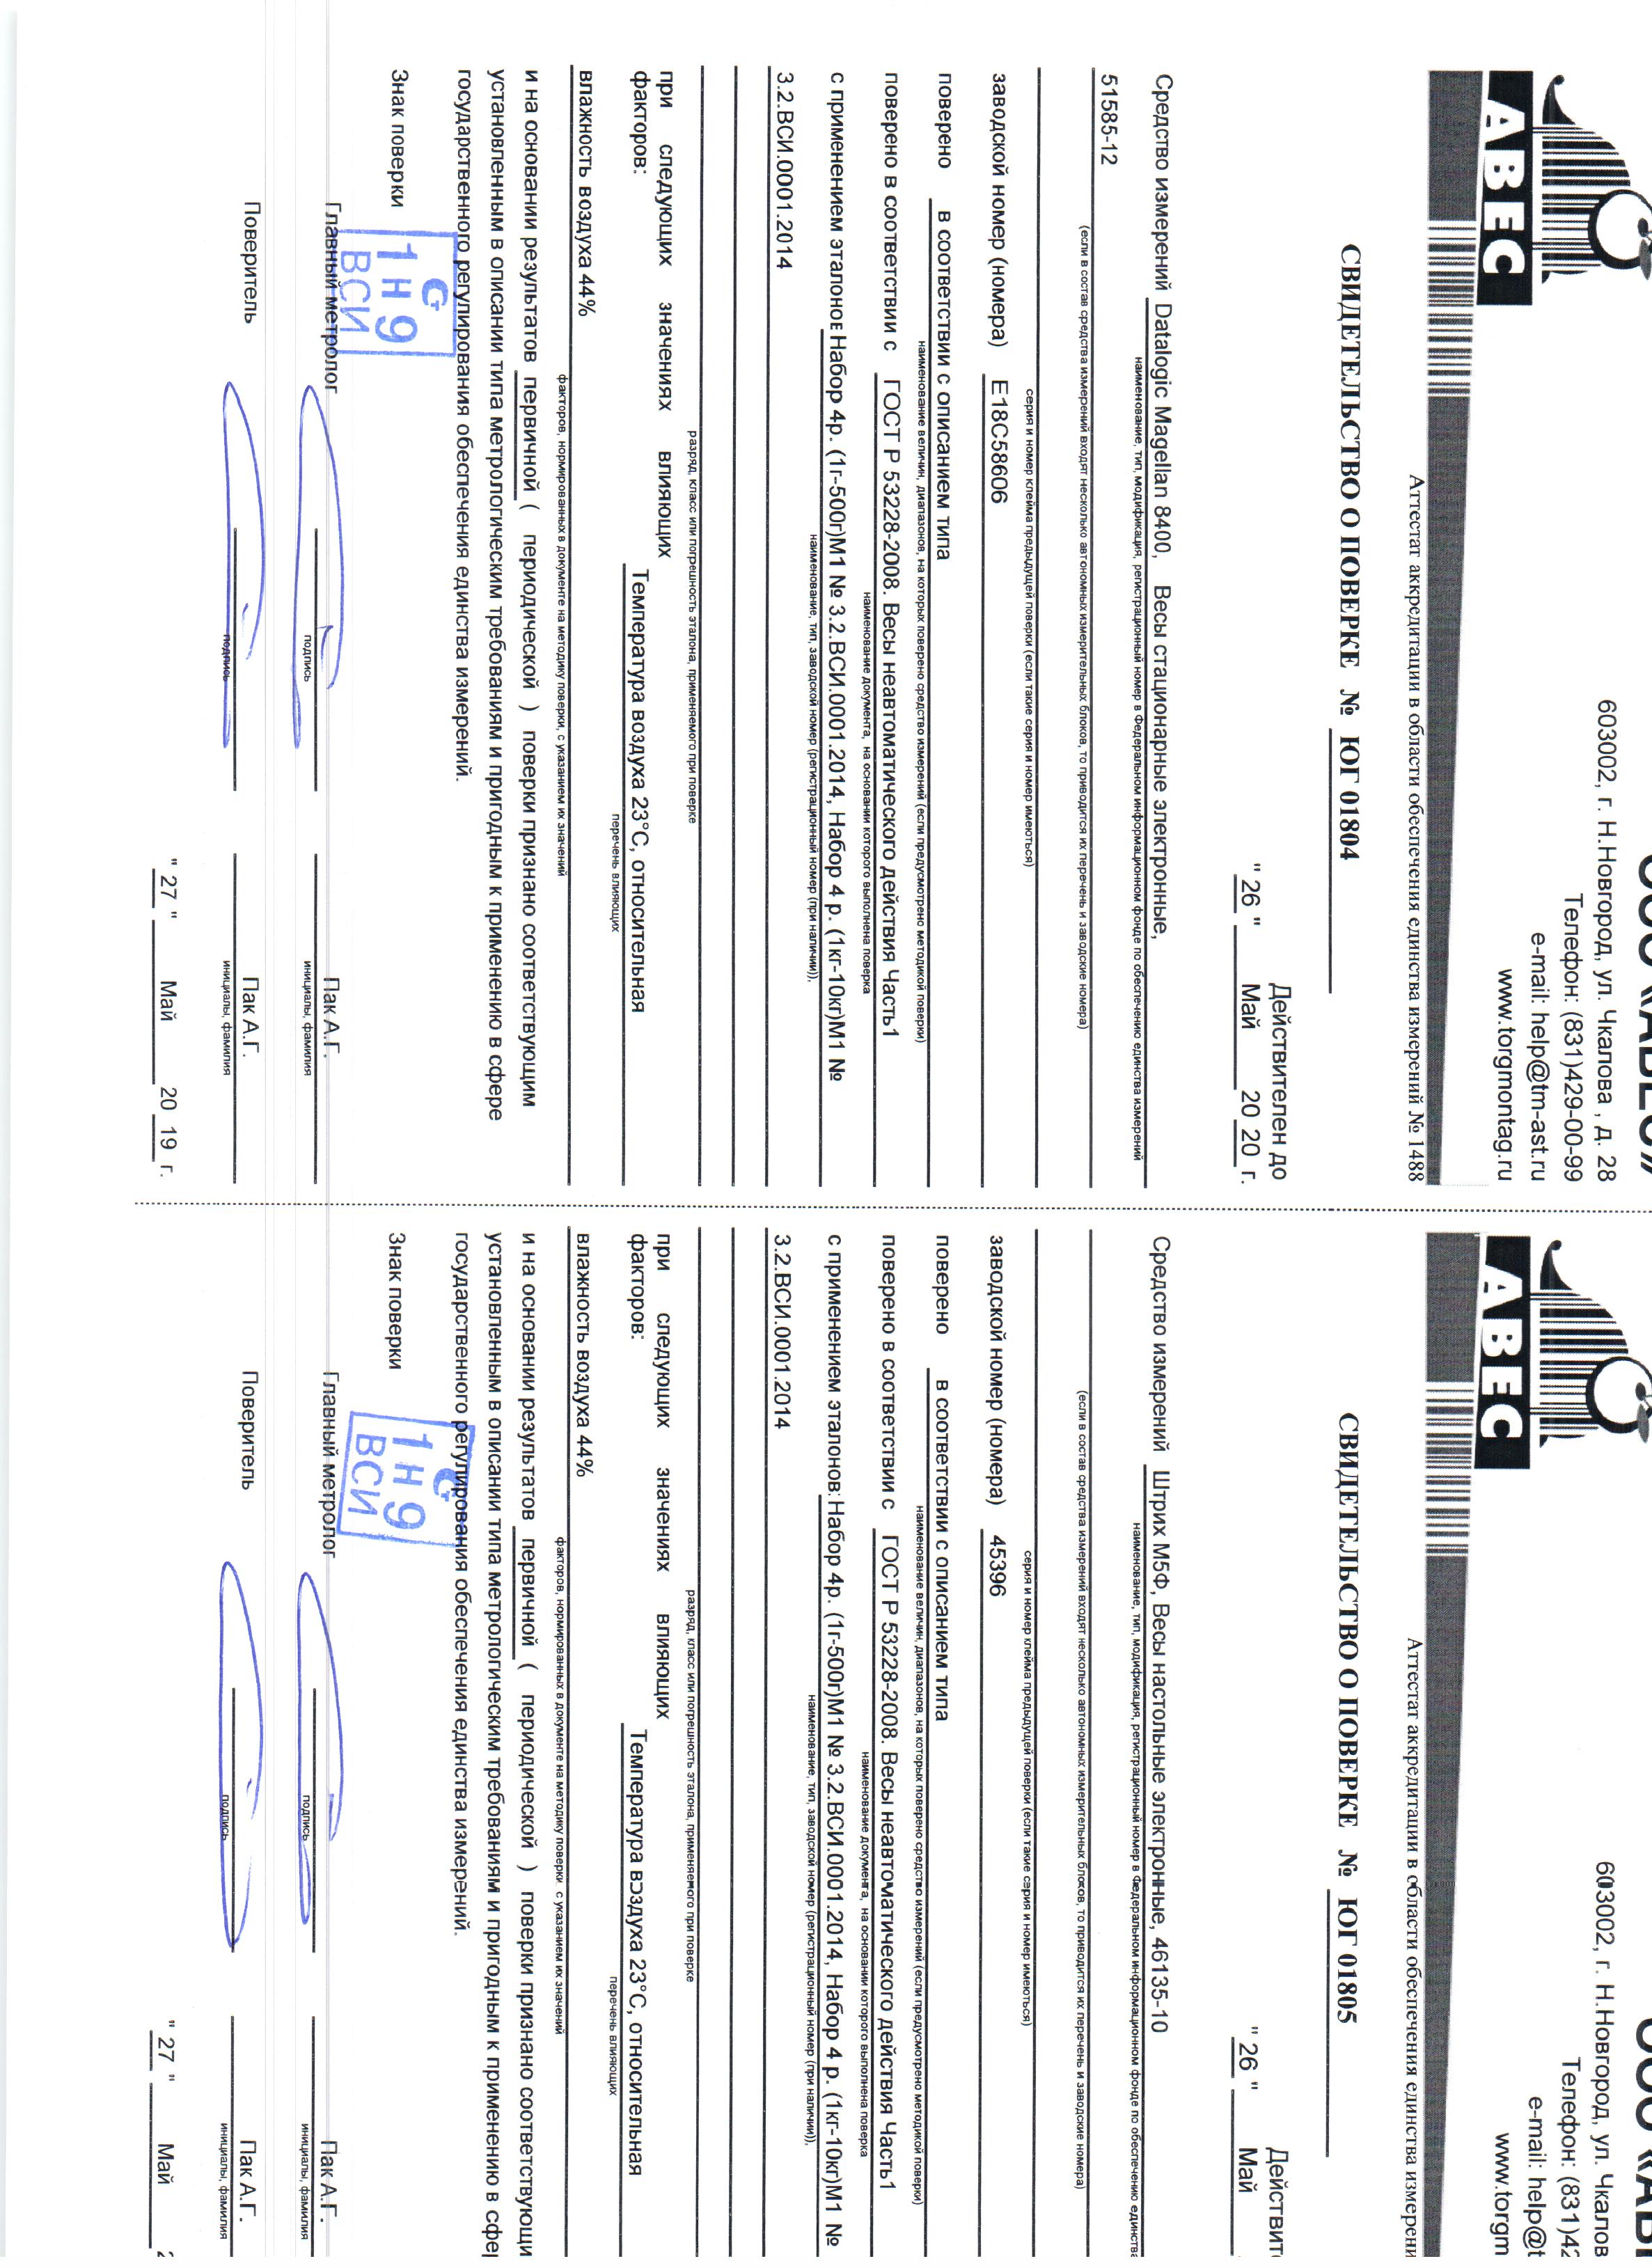 АВЕС
603002, г. Н.Новгород, ул. Чкалова , д. 28
Телефон: (831)429-00-99
e-mail: help@tm-ast.ru
www.torgmontag.ru
Аттестат аккредитации в области обеспечения единства измерений № 1488
СВИДЕТЕЛЬСТВО О ПОВЕРКЕ № ЮГ 01804
Действителен до
" 26 " Май 20 20 г.
Средство измерений Datalogic Magellan 8400, Весы стационарные электронные,
наименование, тип, модификация, регистрационный номер в Федеральном информационном фонде по обеспечению единства измерений
51585-12
(если в состав средства измерений входят несколько автономных измерительных блоков, то приводится их перечень и заводские номера)
серия и номер клейма предыдущей поверки (если такие серия и номер имеются)
заводской номер (номера) E18C58606
поверено в соответствии с описанием типа
наименование величин, диапазонов, на которых поверено средство измерений (если предусмотрено методикой поверки)
поверено в соответствии с ГОСТ Р 53228-2008. Весы неавтоматического действия Часть1
наименование документа, на основании которого выполнена поверка
с применением эталонов Набор 4р. (1г-500г)М1 № 3.2.ВСИ.0001.2014, Набор 4 р. (1кг-10кг)М1 №
наименование, тип, заводской номер (регистрационный номер (при наличии)),
3.2.ВСИ.0001.2014
разряд, класс или погрешность эталона, применяемого при поверке
при следующих значениях влияющих
факторов: Температура воздуха 23°С, относительная
перечень влияющих
влажность воздуха 44%
факторов, нормированных в документе на методику поверки, с указанием их значений
и на основании результатов первичной ( периодической ) поверки признано соответствующим
установленным в описании типа метрологическим требованиям и пригодным к применению в сфере
государственного регулирования обеспечения единства измерений.
Знак поверки
1Н9
ВСИ
Главный метролог Пак А.Г.
подпись инициалы, фамилия
Поверитель Пак А.Г.
подпись инициалы, фамилия
" 27 " Май 20 19 г.
АВЕС
603002, г. Н.Новгород, ул. Чкалов
Телефон: (831)42
e-mail: help@t
www.torgm
Аттестат аккредитации в области обеспечения единства измерени
СВИДЕТЕЛЬСТВО О ПОВЕРКЕ № ЮГ 01805
Действите
" 26 " Май
Средство измерений Штрих М5Ф, Весы настольные электронные, 46135-10
наименование, тип, модификация, регистрационный номер в Федеральном информационном фонде по обеспечению единства
(если в состав средства измерений входят несколько автономных измерительных блоков, то приводится их перечень и заводские номера)
серия и номер клейма предыдущей поверки (если такие серия и номер имеются)
заводской номер (номера) 45396
поверено в соответствии с описанием типа
наименование величин, диапазонов, на которых поверено средство измерений (если предусмотрено методикой поверки)
поверено в соответствии с ГОСТ Р 53228-2008. Весы неавтоматического действия Часть1
наименование документа, на основании которого выполнена поверка
с применением эталонов: Набор 4р. (1г-500г)М1 № 3.2.ВСИ.0001.2014, Набор 4 р. (1кг-10кг)М1 №
наименование, тип, заводской номер (регистрационный номер (при наличии)),
3.2.ВСИ.0001.2014
разряд, класс или погрешность эталона, применяемого при поверке
при следующих значениях влияющих
факторов: Температура воздуха 23°С, относительная
перечень влияющих
влажность воздуха 44%
факторов, нормированных в документе на методику поверки с указанием их значений
и на основании результатов первичной ( периодической ) поверки признано соответствующи
установленным в описании типа метрологическим требованиям и пригодным к применению в сфер
государственного регулирования обеспечения единства измерений.
Знак поверки
1Н9
ВСИ
Главный метролог Пак А.Г.
подпись инициалы, фамилия
Поверитель Пак А.Г.
подпись инициалы, фамилия
" 27 " Май